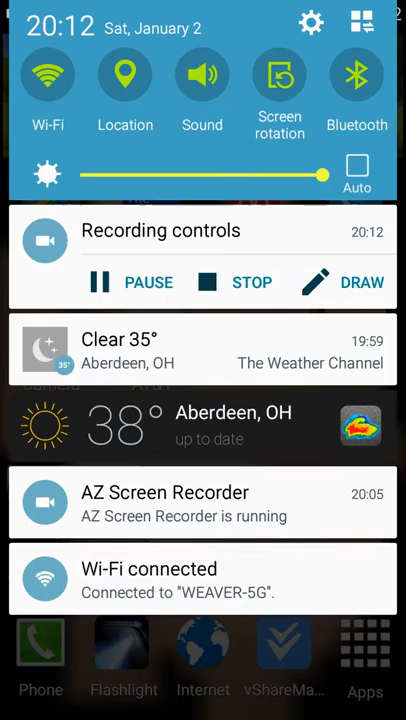 20:12 Sat, January 2
Wi-Fi
Location
Sound
Screen
rotation
Bluetooth
Auto
Recording controls 20:12
PAUSE STOP DRAW
Clear 35° 19:59
35° Aberdeen, OH The Weather Channel
38° Aberdeen, OH
up to date
AZ Screen Recorder 20:05
AZ Screen Recorder is running
Wi-Fi connected
Connected to "WEAVER-5G".
Phone Flashlight Internet vShareMa... Apps